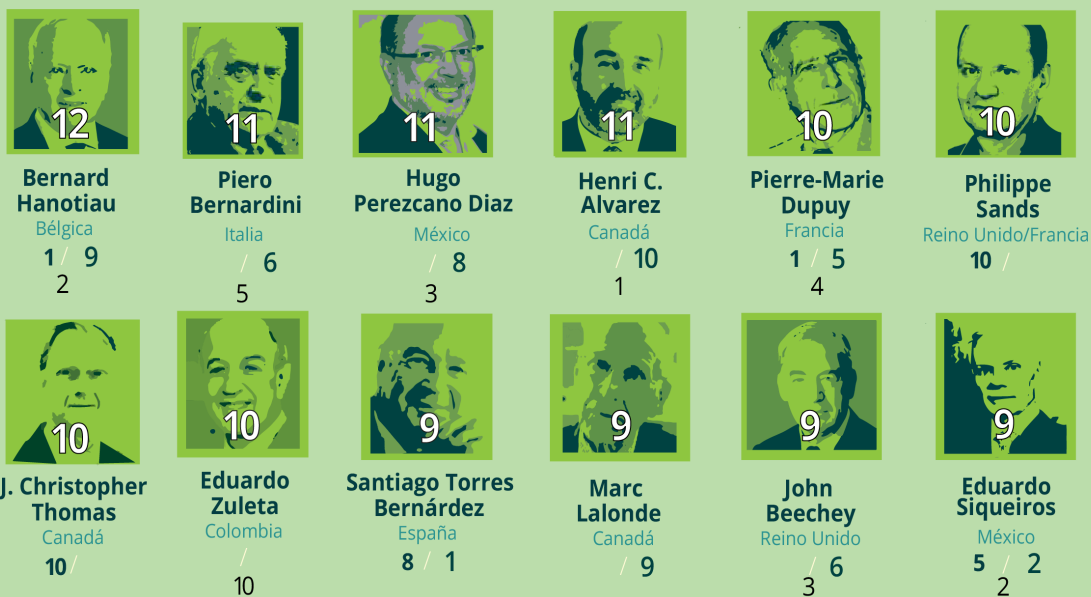 12
11
11
11
10
10
Bernard
Hanotiau
Bélgica
1 / 9
2
Piero
Bernardini
Italia
/ 6
5
Hugo
Perezcano Diaz
México
/ 8
3
Henri C.
Alvarez
Canadá
/ 10
1
Pierre-Marie
Dupuy
Francia
1 / 5
4
Philippe
Sands
Reino Unido/Francia
10 /
10
10
9
9
9
9
J. Christopher
Thomas
Canadá
10 /
Eduardo
Zuleta
Colombia
/
10
Santiago Torres
Bernárdez
España
8 / 1
Marc
Lalonde
Canadá
/ 9
John
Beechey
Reino Unido
/ 6
3
Eduardo
Siqueiros
México
5 / 2
2